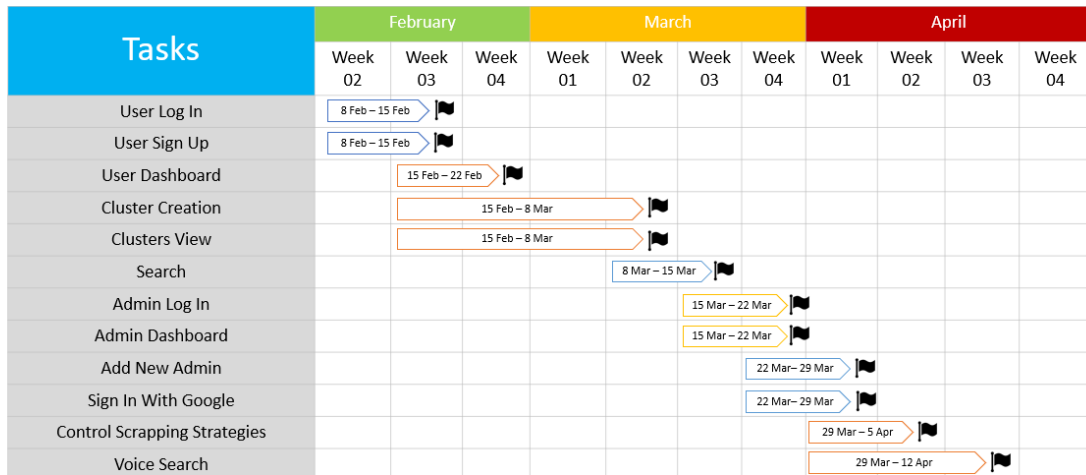 Tasks
February
March
April
Week 02
Week 03
Week 04
Week 01
Week 02
Week 03
Week 04
Week 01
Week 02
Week 03
Week 04
User Log In
8 Feb – 15 Feb
User Sign Up
8 Feb – 15 Feb
User Dashboard
15 Feb – 22 Feb
Cluster Creation
15 Feb – 8 Mar
Clusters View
15 Feb – 8 Mar
Search
8 Mar – 15 Mar
Admin Log In
15 Mar – 22 Mar
Admin Dashboard
15 Mar – 22 Mar
Add New Admin
22 Mar– 29 Mar
Sign In With Google
22 Mar– 29 Mar
Control Scrapping Strategies
29 Mar – 5 Apr
Voice Search
29 Mar – 12 Apr